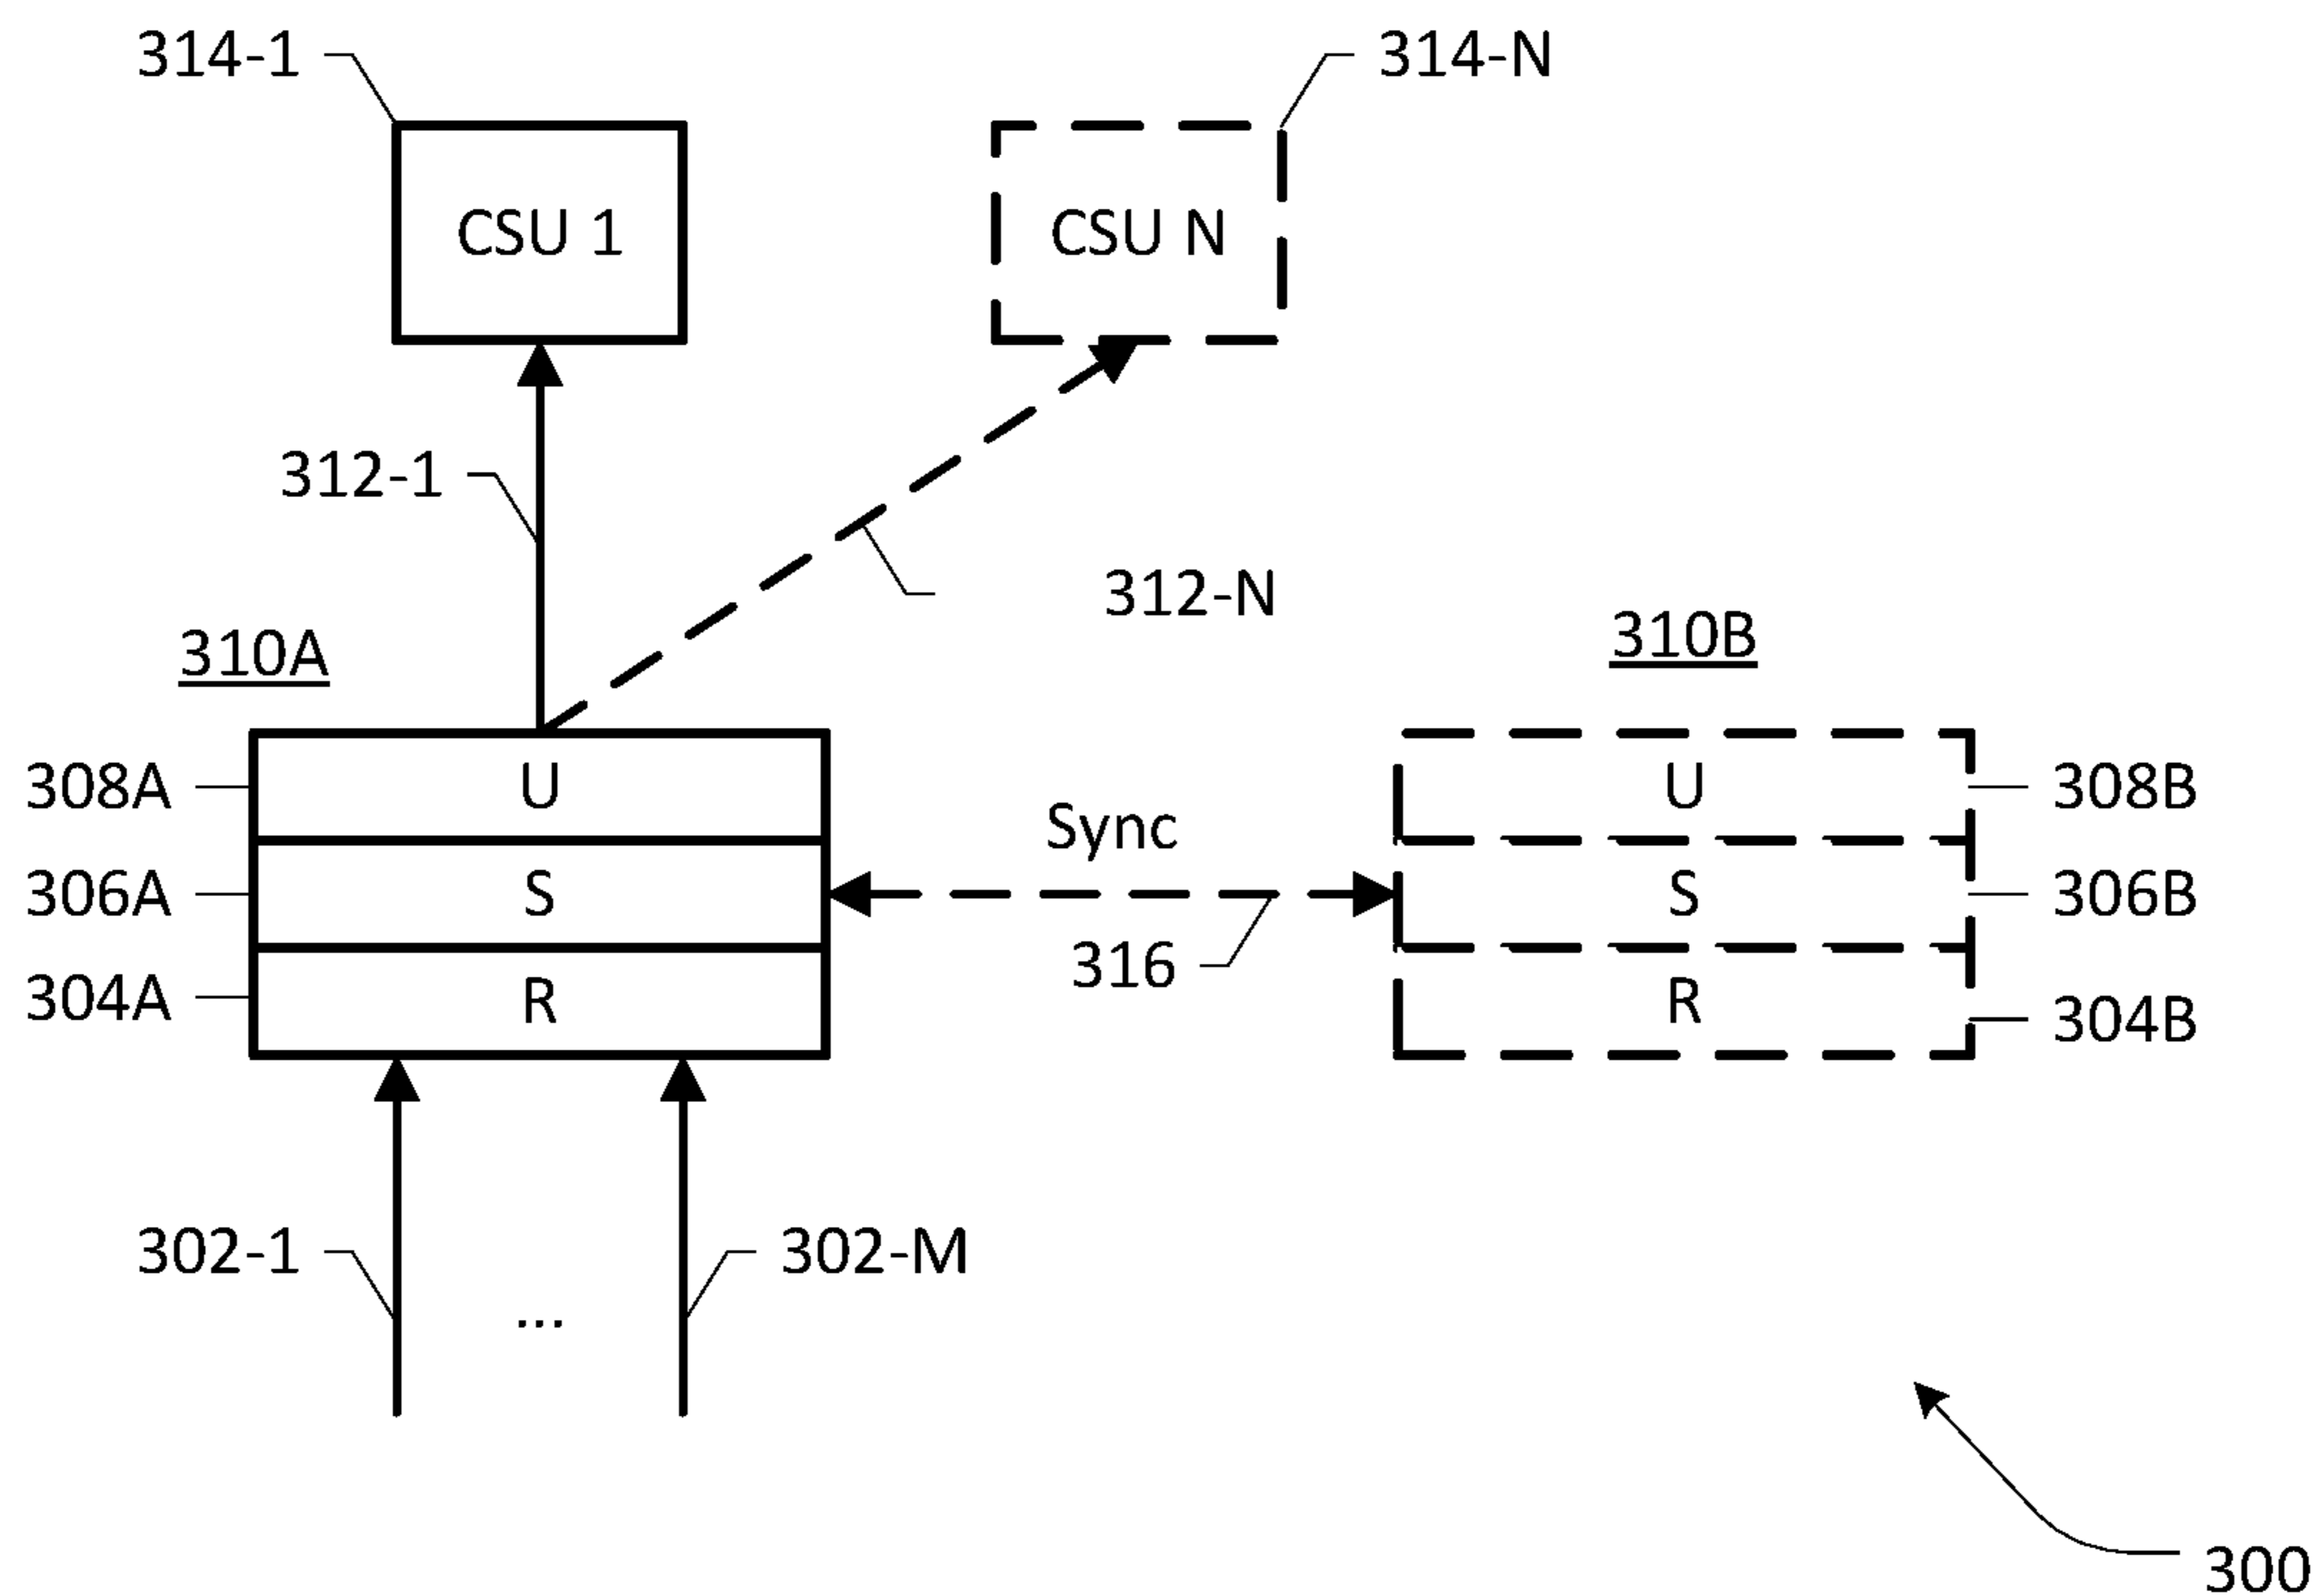 314-1
314-N
CSU 1
CSU N
312-1
312-N
310A
310B
308A
U
U
308B
Sync
306A
S
S
306B
316
304A
R
R
304B
302-1
302-M
...
300